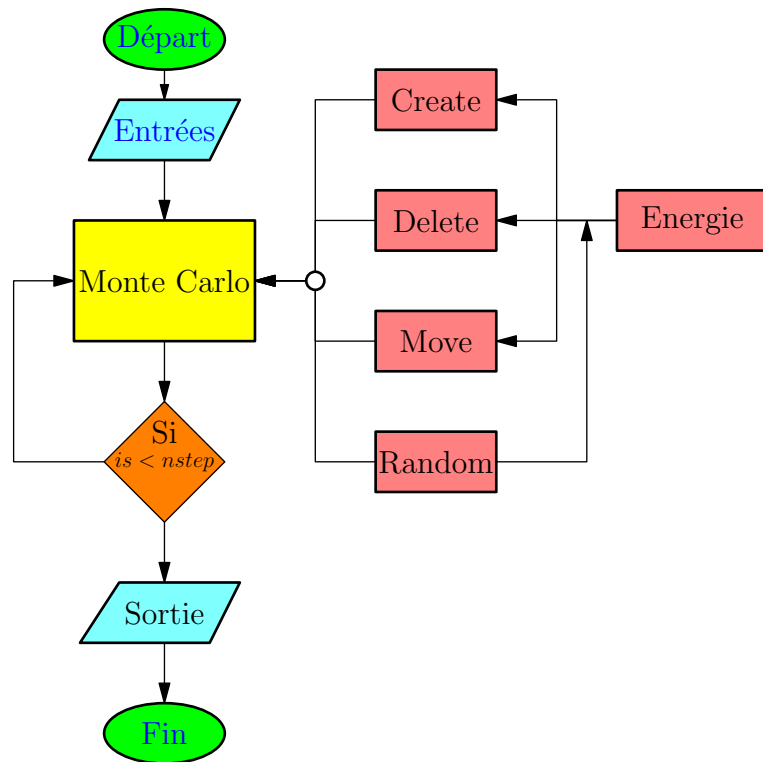 Départ
Entrées
Monte Carlo
Si
is < nstep
Sortie
Fin
Create
Delete
Move
Random
Energie